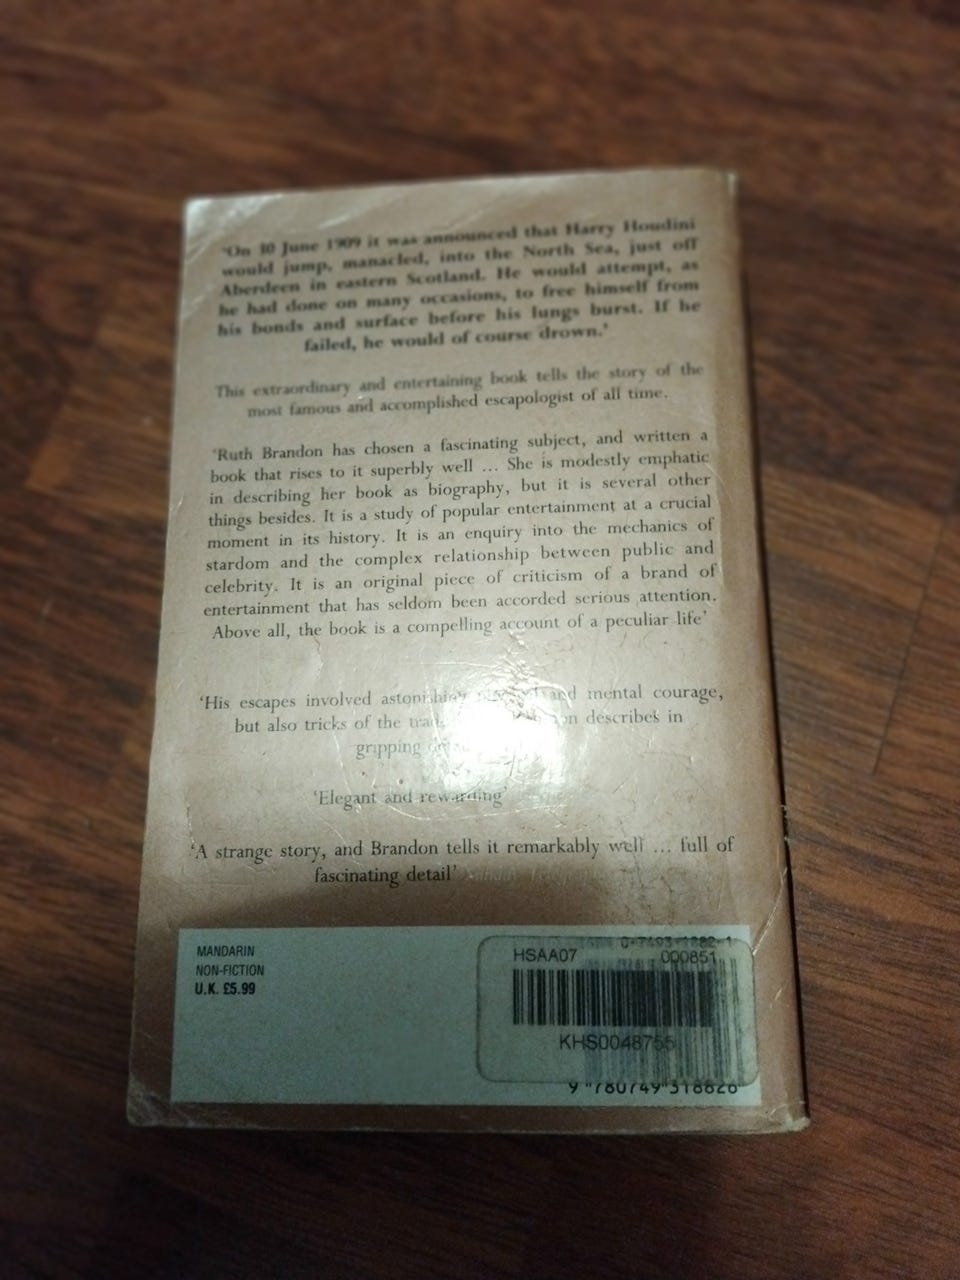 'On 30 June 1909 it was announced that Harry Houdini
would jump, manacled, into the North Sea, just off
Aberdeen in eastern Scotland. He would attempt, as
he had done on many occasions, to free himself from
his bonds and surface before his lungs burst. If he
failed, he would of course drown.'
This extraordinary and entertaining book tells the story of the
most famous and accomplished escapologist of all time.
'Ruth Brandon has chosen a fascinating subject, and written a
book that rises to it superbly well ... She is modestly emphatic
in describing her book as biography, but it is several other
things besides. It is a study of popular entertainment at a crucial
moment in its history. It is an enquiry into the mechanics of
stardom and the complex relationship between public and
celebrity. It is an original piece of criticism of a brand of
entertainment that has seldom been accorded serious attention.
Above all, the book is a compelling account of a peculiar life'
'His escapes involved astonishing and mental courage,
but also tricks of the describes in
gripping
'Elegant and rewarding'
'A strange story, and Brandon tells it remarkably well ... full of
fascinating detail' Sunday Telegraph
MANDARIN
NON-FICTION
U.K. £5.99
0-7493-1882-1
HSAA07 000851
KHS0048755
9 780749 318826